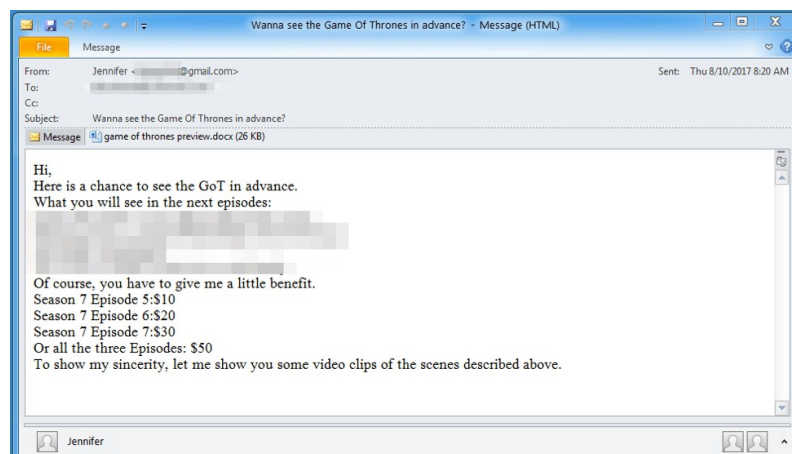 Wanna see the Game Of Thrones in advance? - Message (HTML)
File Message
From: Jennifer < @gmail.com> Sent: Thu 8/10/2017 8:20 AM
To:
Cc:
Subject: Wanna see the Game Of Thrones in advance?
Message game of thrones preview.docx (26 KB)
Hi,
Here is a chance to see the GoT in advance.
What you will see in the next episodes:
Of course, you have to give me a little benefit.
Season 7 Episode 5:$10
Season 7 Episode 6:$20
Season 7 Episode 7:$30
Or all the three Episodes: $50
To show my sincerity, let me show you some video clips of the scenes described above.
Jennifer